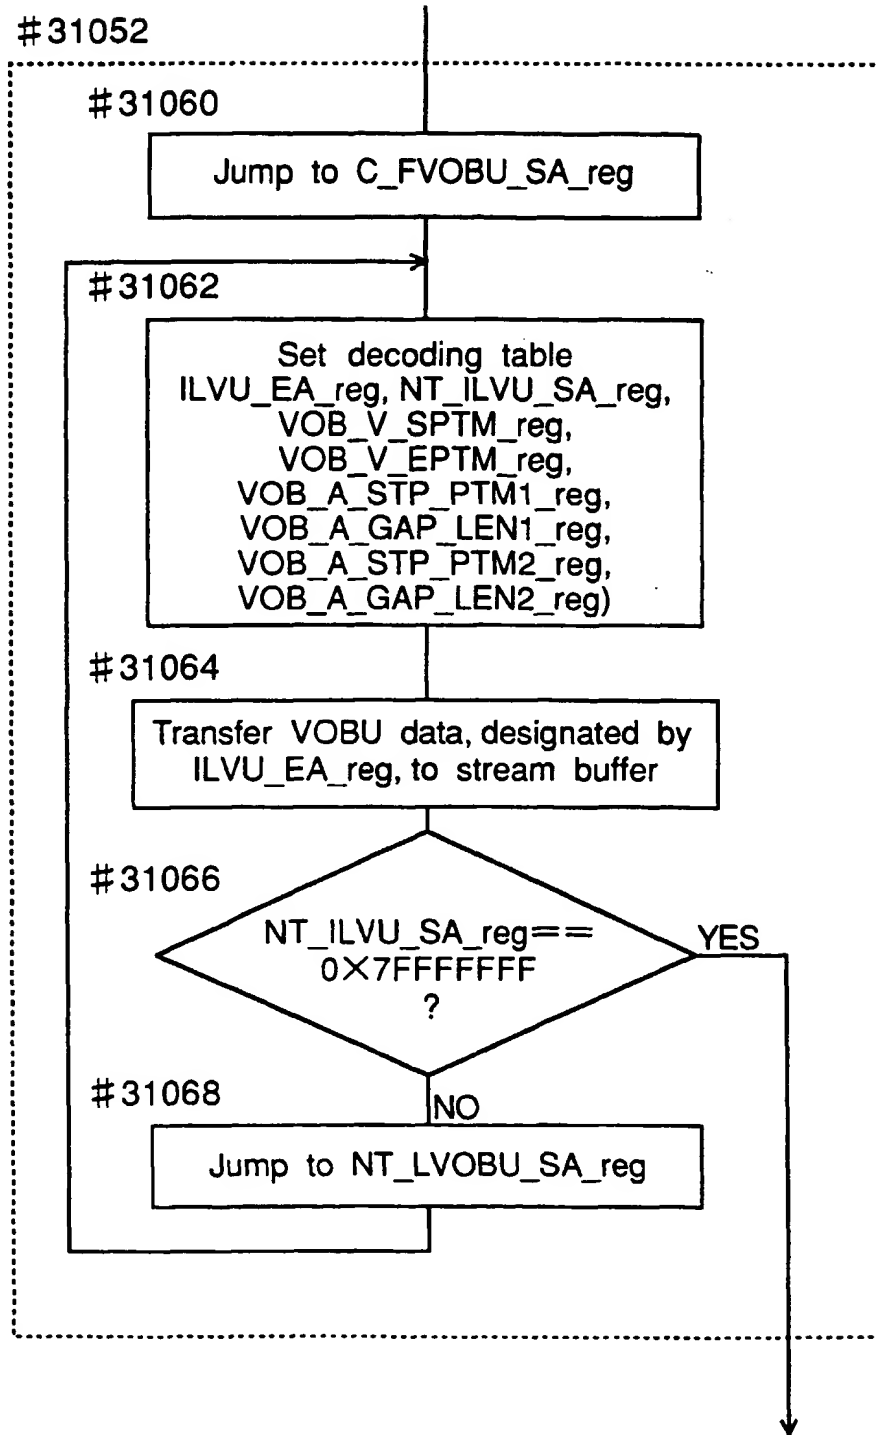 #31052
#31060
Jump to C_FVOBU_SA_reg
#31062
Set decoding table
ILVU_EA_reg, NT_ILVU_SA_reg,
VOB_V_SPTM_reg,
VOB_V_EPTM_reg,
VOB_A_STP_PTM1_reg,
VOB_A_GAP_LEN1_reg,
VOB_A_STP_PTM2_reg,
VOB_A_GAP_LEN2_reg)
#31064
Transfer VOBU data, designated by
ILVU_EA_reg, to stream buffer
#31066
NT_ILVU_SA_reg==
0×7FFFFFFF
?
YES
#31068
NO
Jump to NT_LVOBU_SA_reg